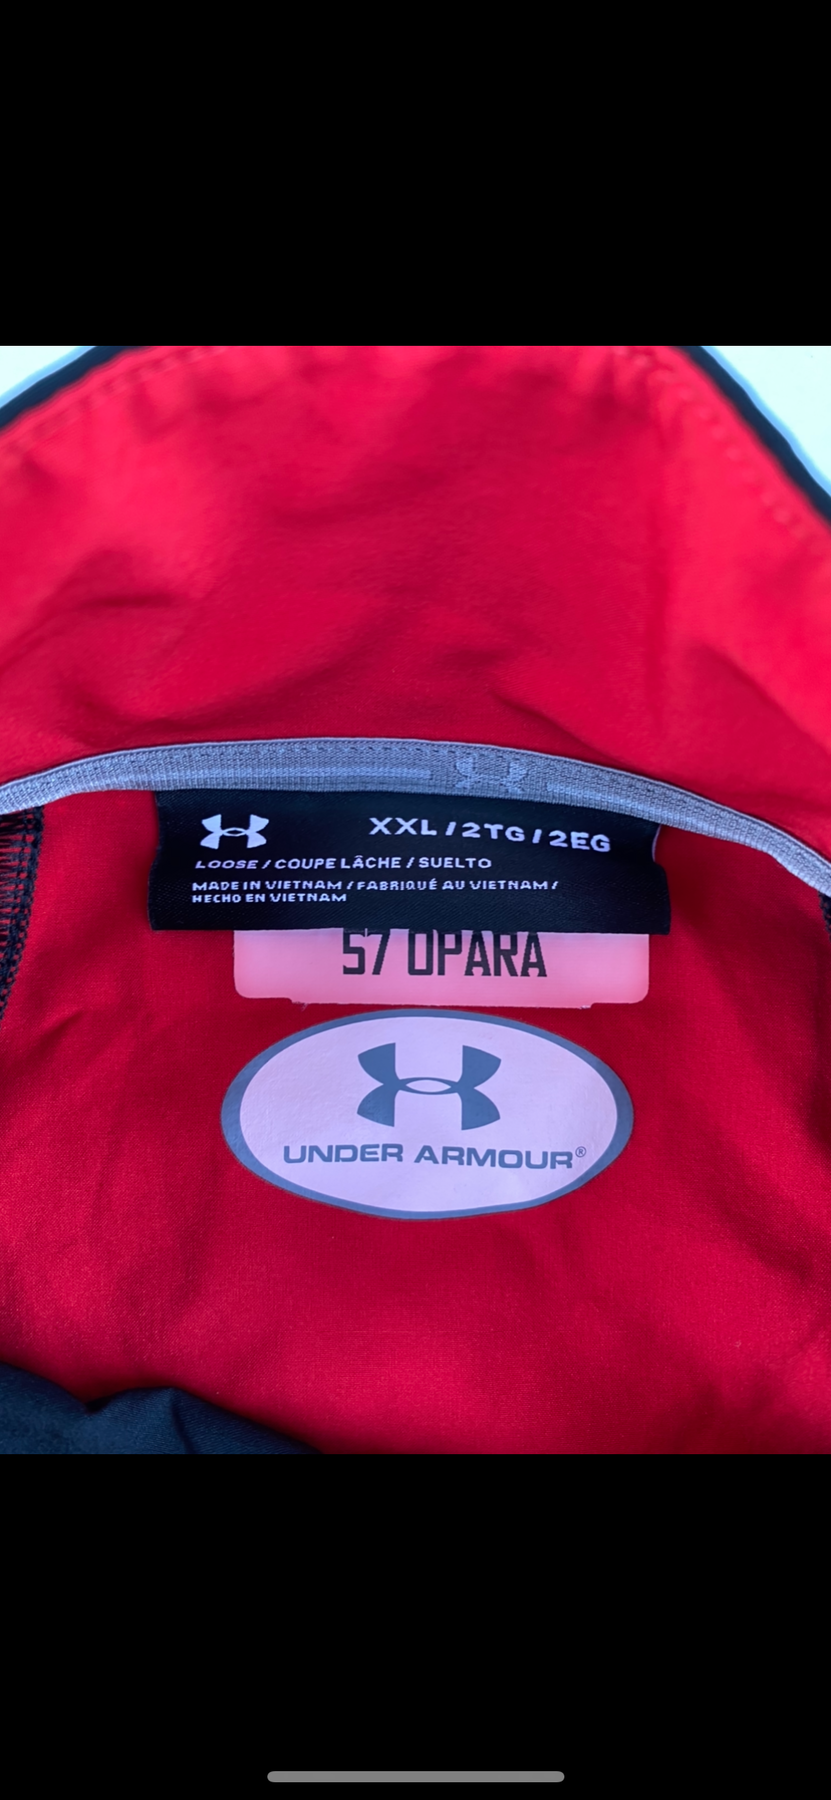 XXL / 2TG / 2EG
LOOSE / COUPE LÂCHE / SUELTO
MADE IN VIETNAM / FABRIQUÉ AU VIETNAM /
HECHO EN VIETNAM
57 OPARA
UNDER ARMOUR®